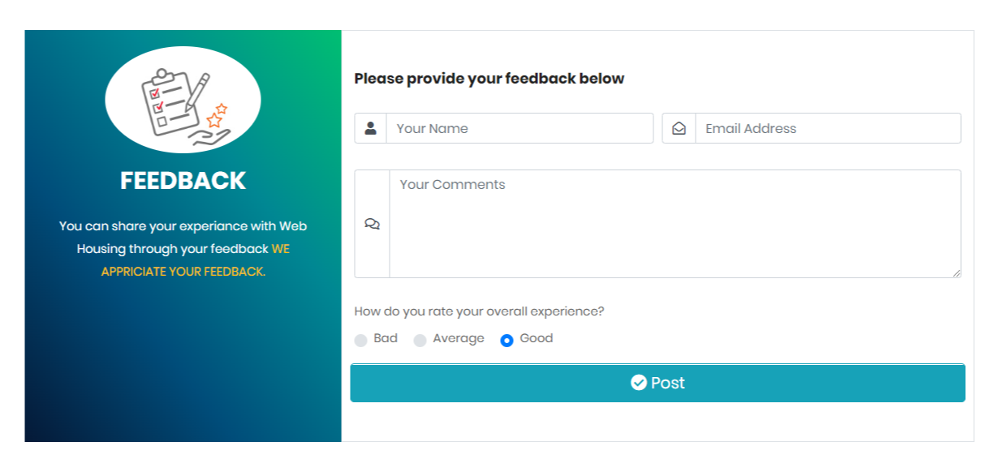 FEEDBACK
You can share your experiance with Web
Housing through your feedback WE
APPRICIATE YOUR FEEDBACK.
Please provide your feedback below
Your Name
Email Address
Your Comments
How do you rate your overall experience?
Bad Average Good
Post